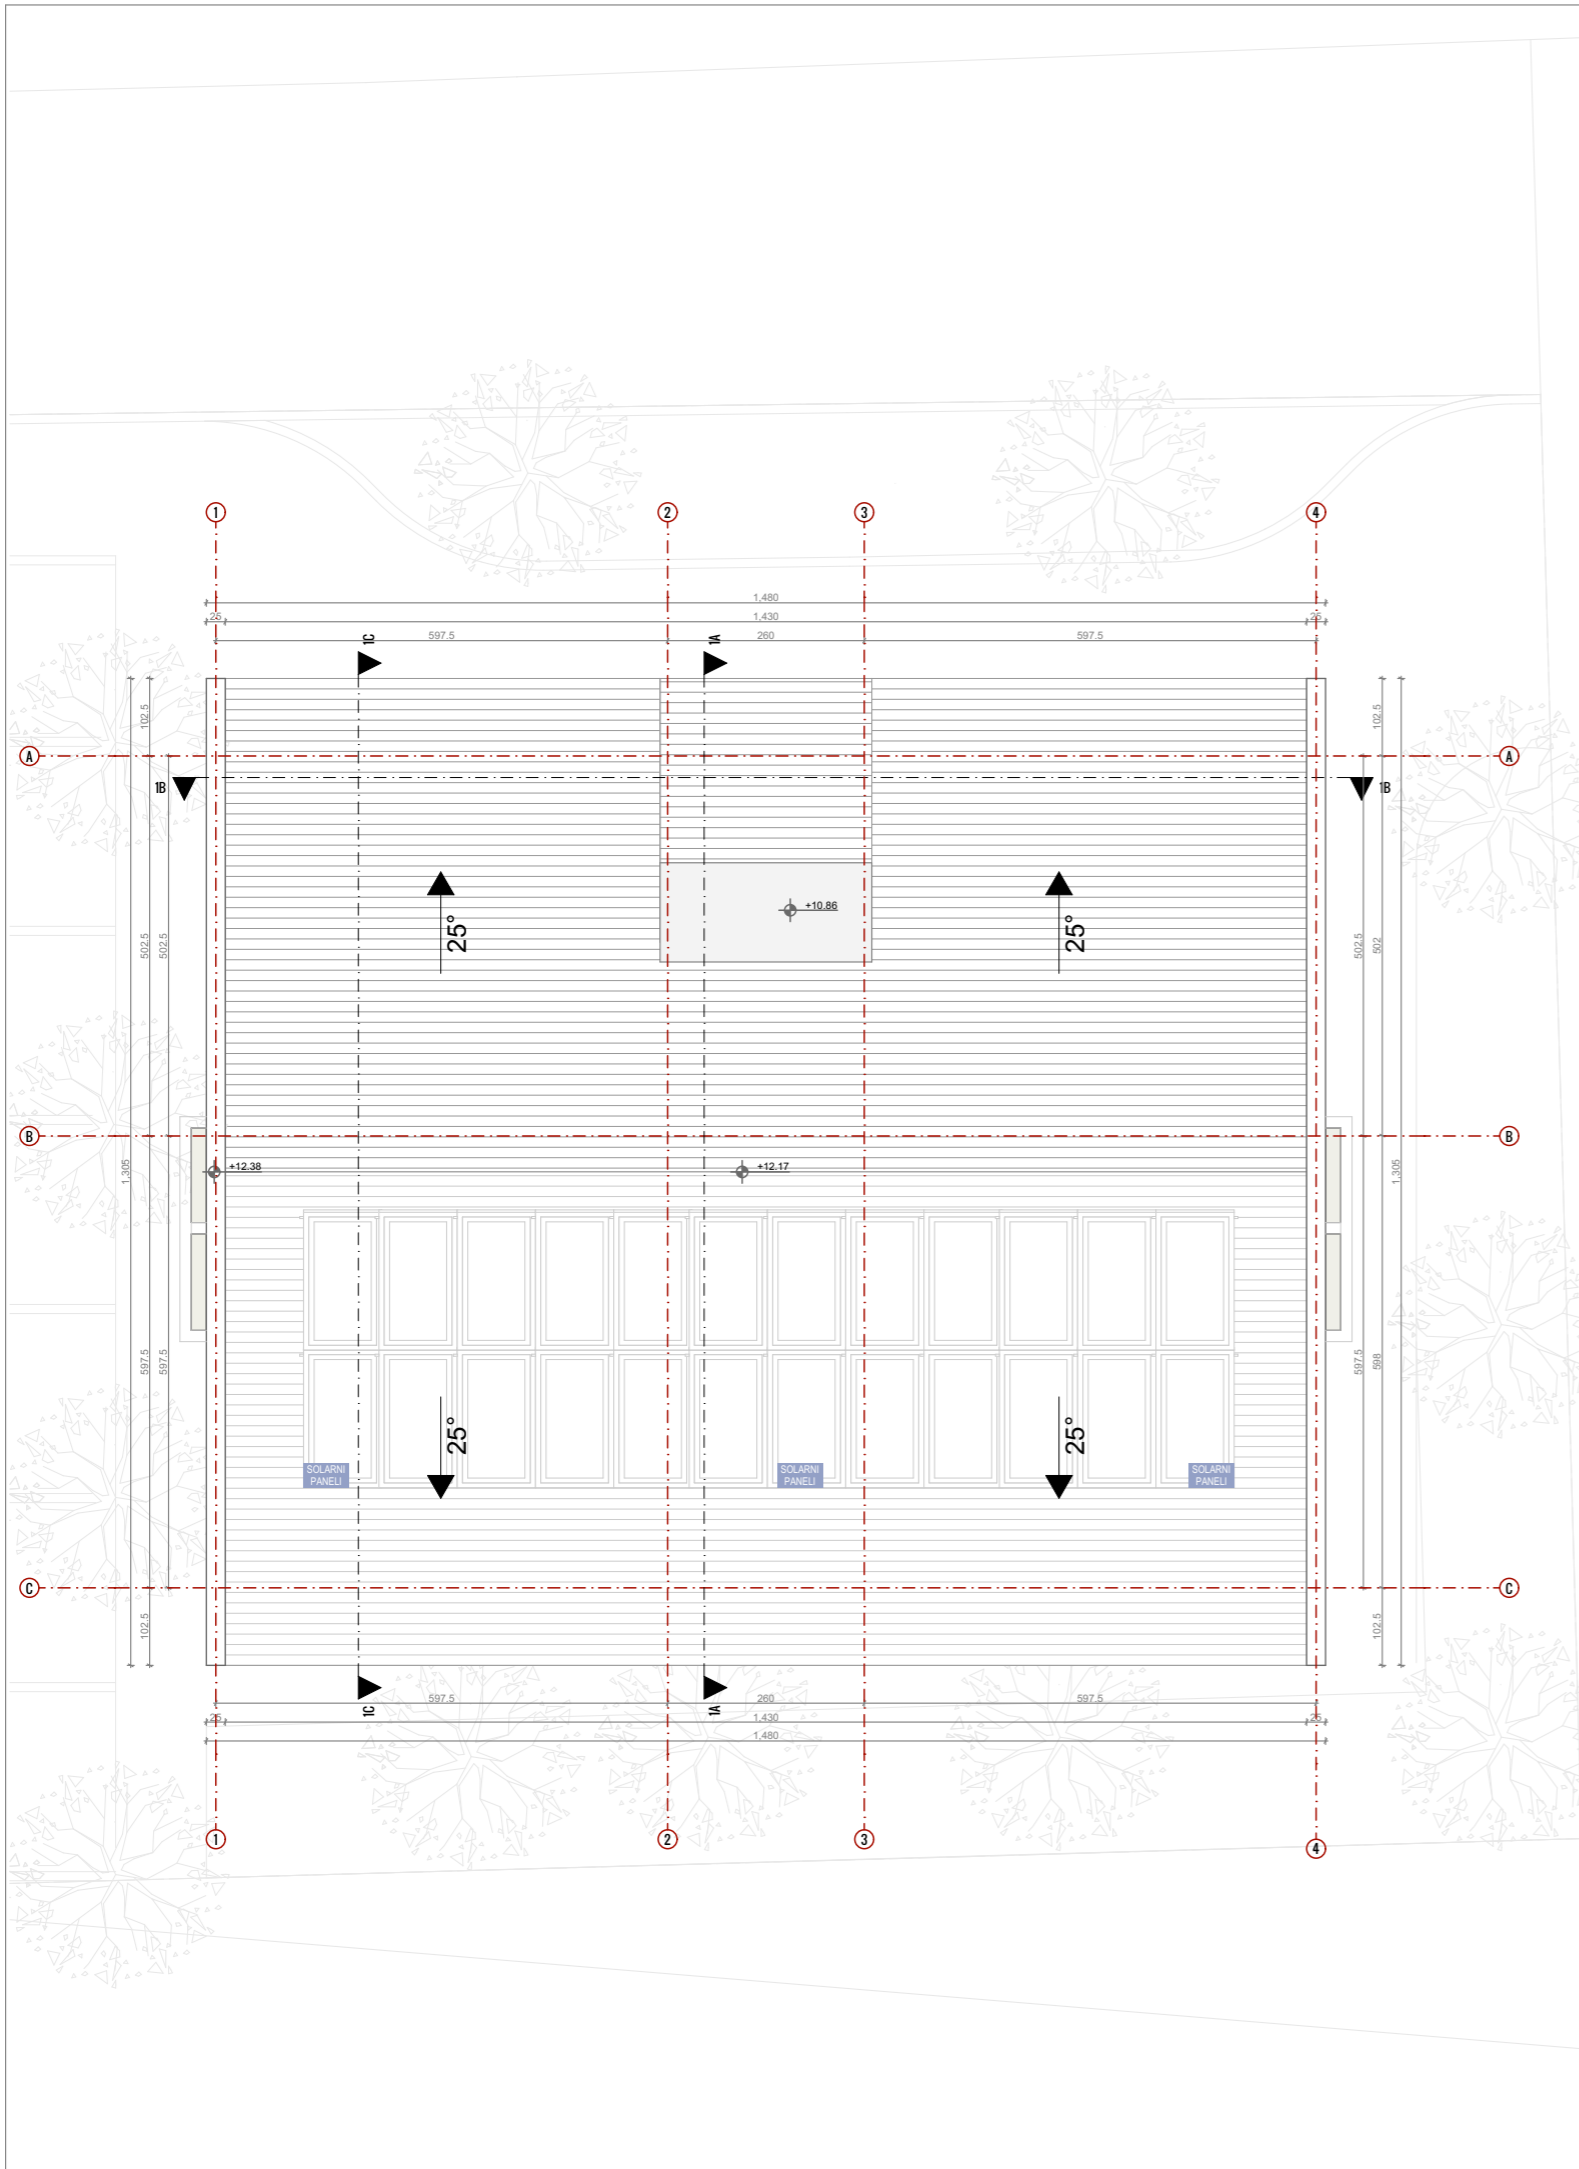 1 2 3 4
1,480
25 1,430 25
597.5 260 597.5
1C 1A
102.5 102.5
A A
1B 1B
+10.86
25° 25°
502.5 502.5 502.5 502
B B
+12.38 +12.17
1,305 1,305
597.5 597.5 597.5 598
25° 25°
SOLARNI PANELI
SOLARNI PANELI
SOLARNI PANELI
C C
102.5 102.5
1C 1A
597.5 260 597.5
25 1,430 25
1,480
1 2 3 4